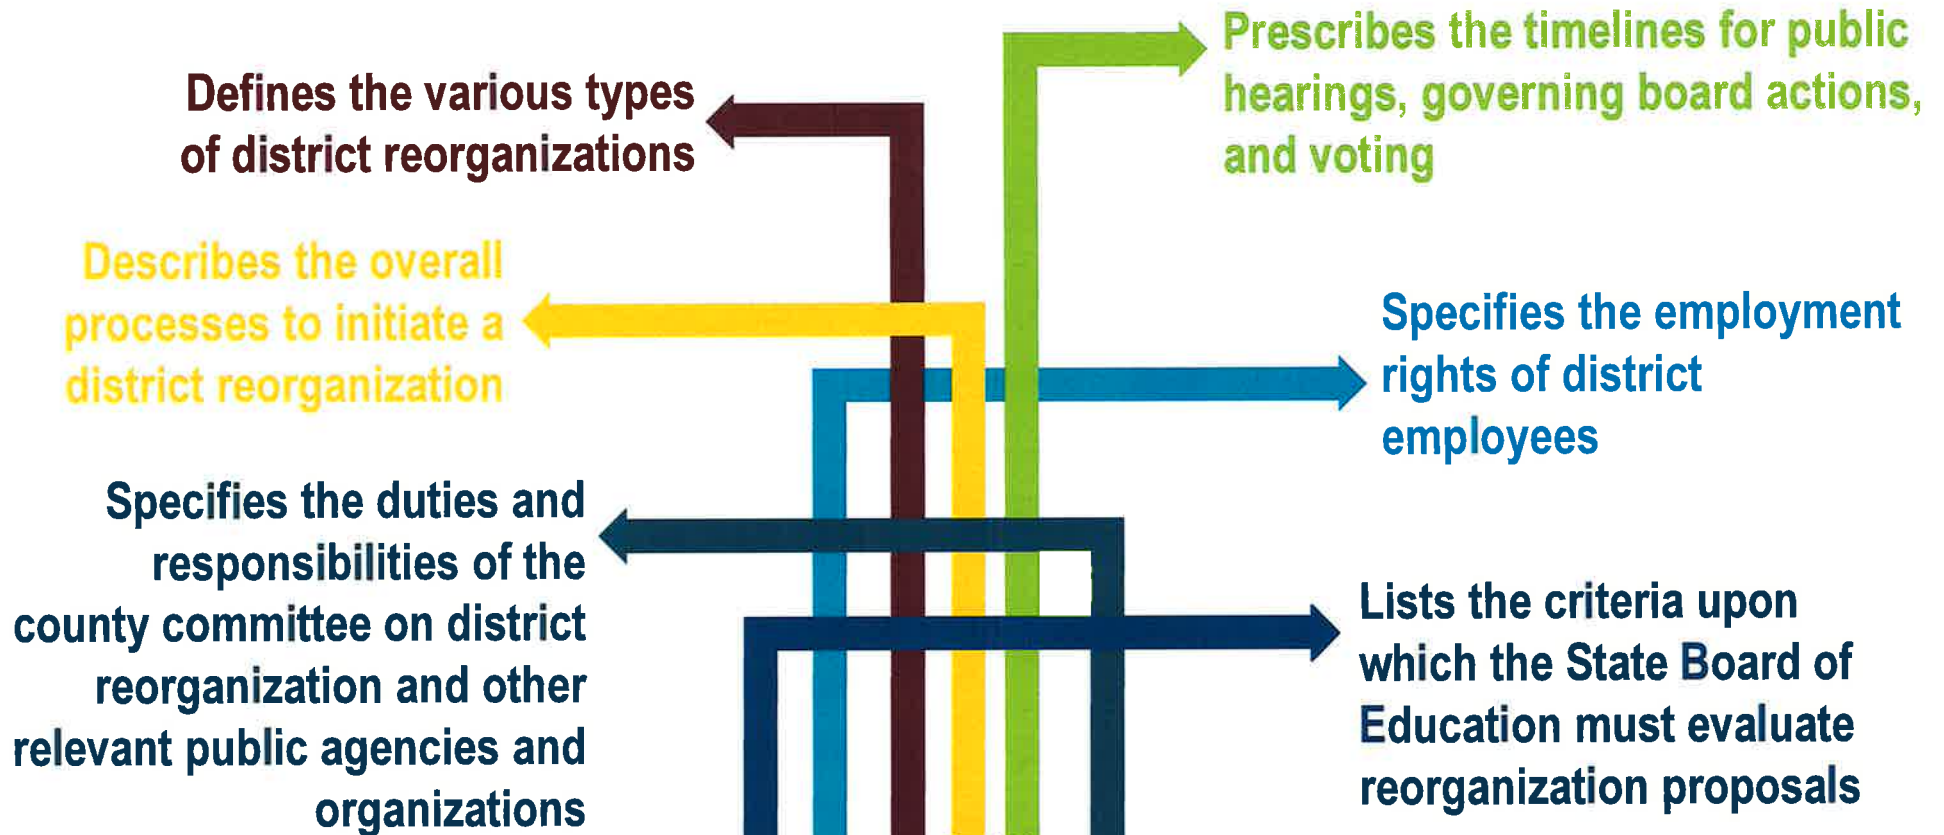 Defines the various types
of district reorganizations
Prescribes the timelines for public
hearings, governing board actions,
and voting
Describes the overall
processes to initiate a
district reorganization
Specifies the employment
rights of district
employees
Specifies the duties and
responsibilities of the
county committee on district
reorganization and other
relevant public agencies and
organizations
Lists the criteria upon
which the State Board of
Education must evaluate
reorganization proposals